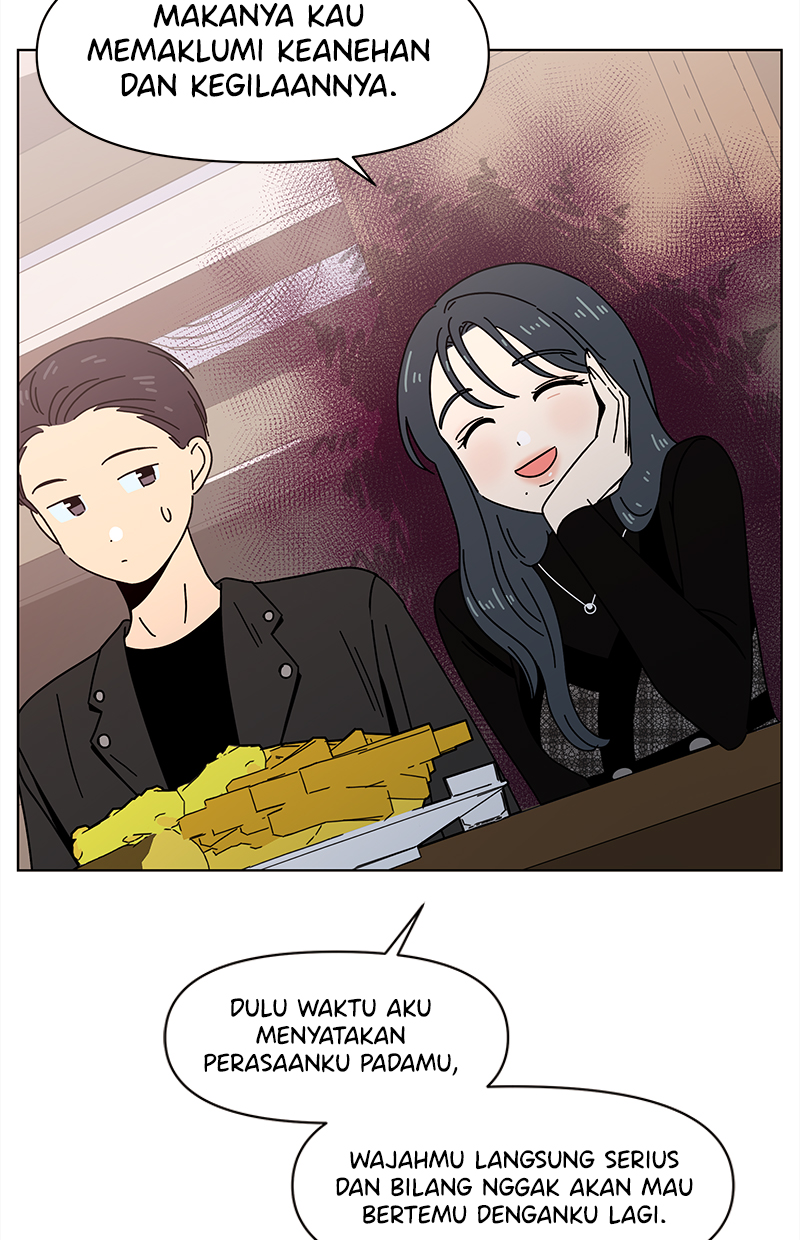 MAKANYA KAU
MEMAKLUMI KEANEHAN
DAN KEGILAANNYA.
DULU WAKTU AKU
MENYATAKAN
PERASAANKU PADAMU,
WAJAHMU LANGSUNG SERIUS
DAN BILANG NGGAK AKAN MAU
BERTEMU DENGANKU LAGI.